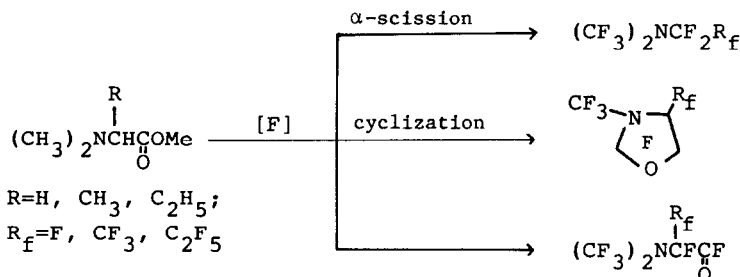 α-scission
(CF3)2NCF2Rf
R
(CH3)2NCHCOMe
O
[F]
cyclization
CF3
N
Rf
F
O
R=H, CH3, C2H5;
Rf=F, CF3, C2F5
Rf
(CF3)2NCFCF
O